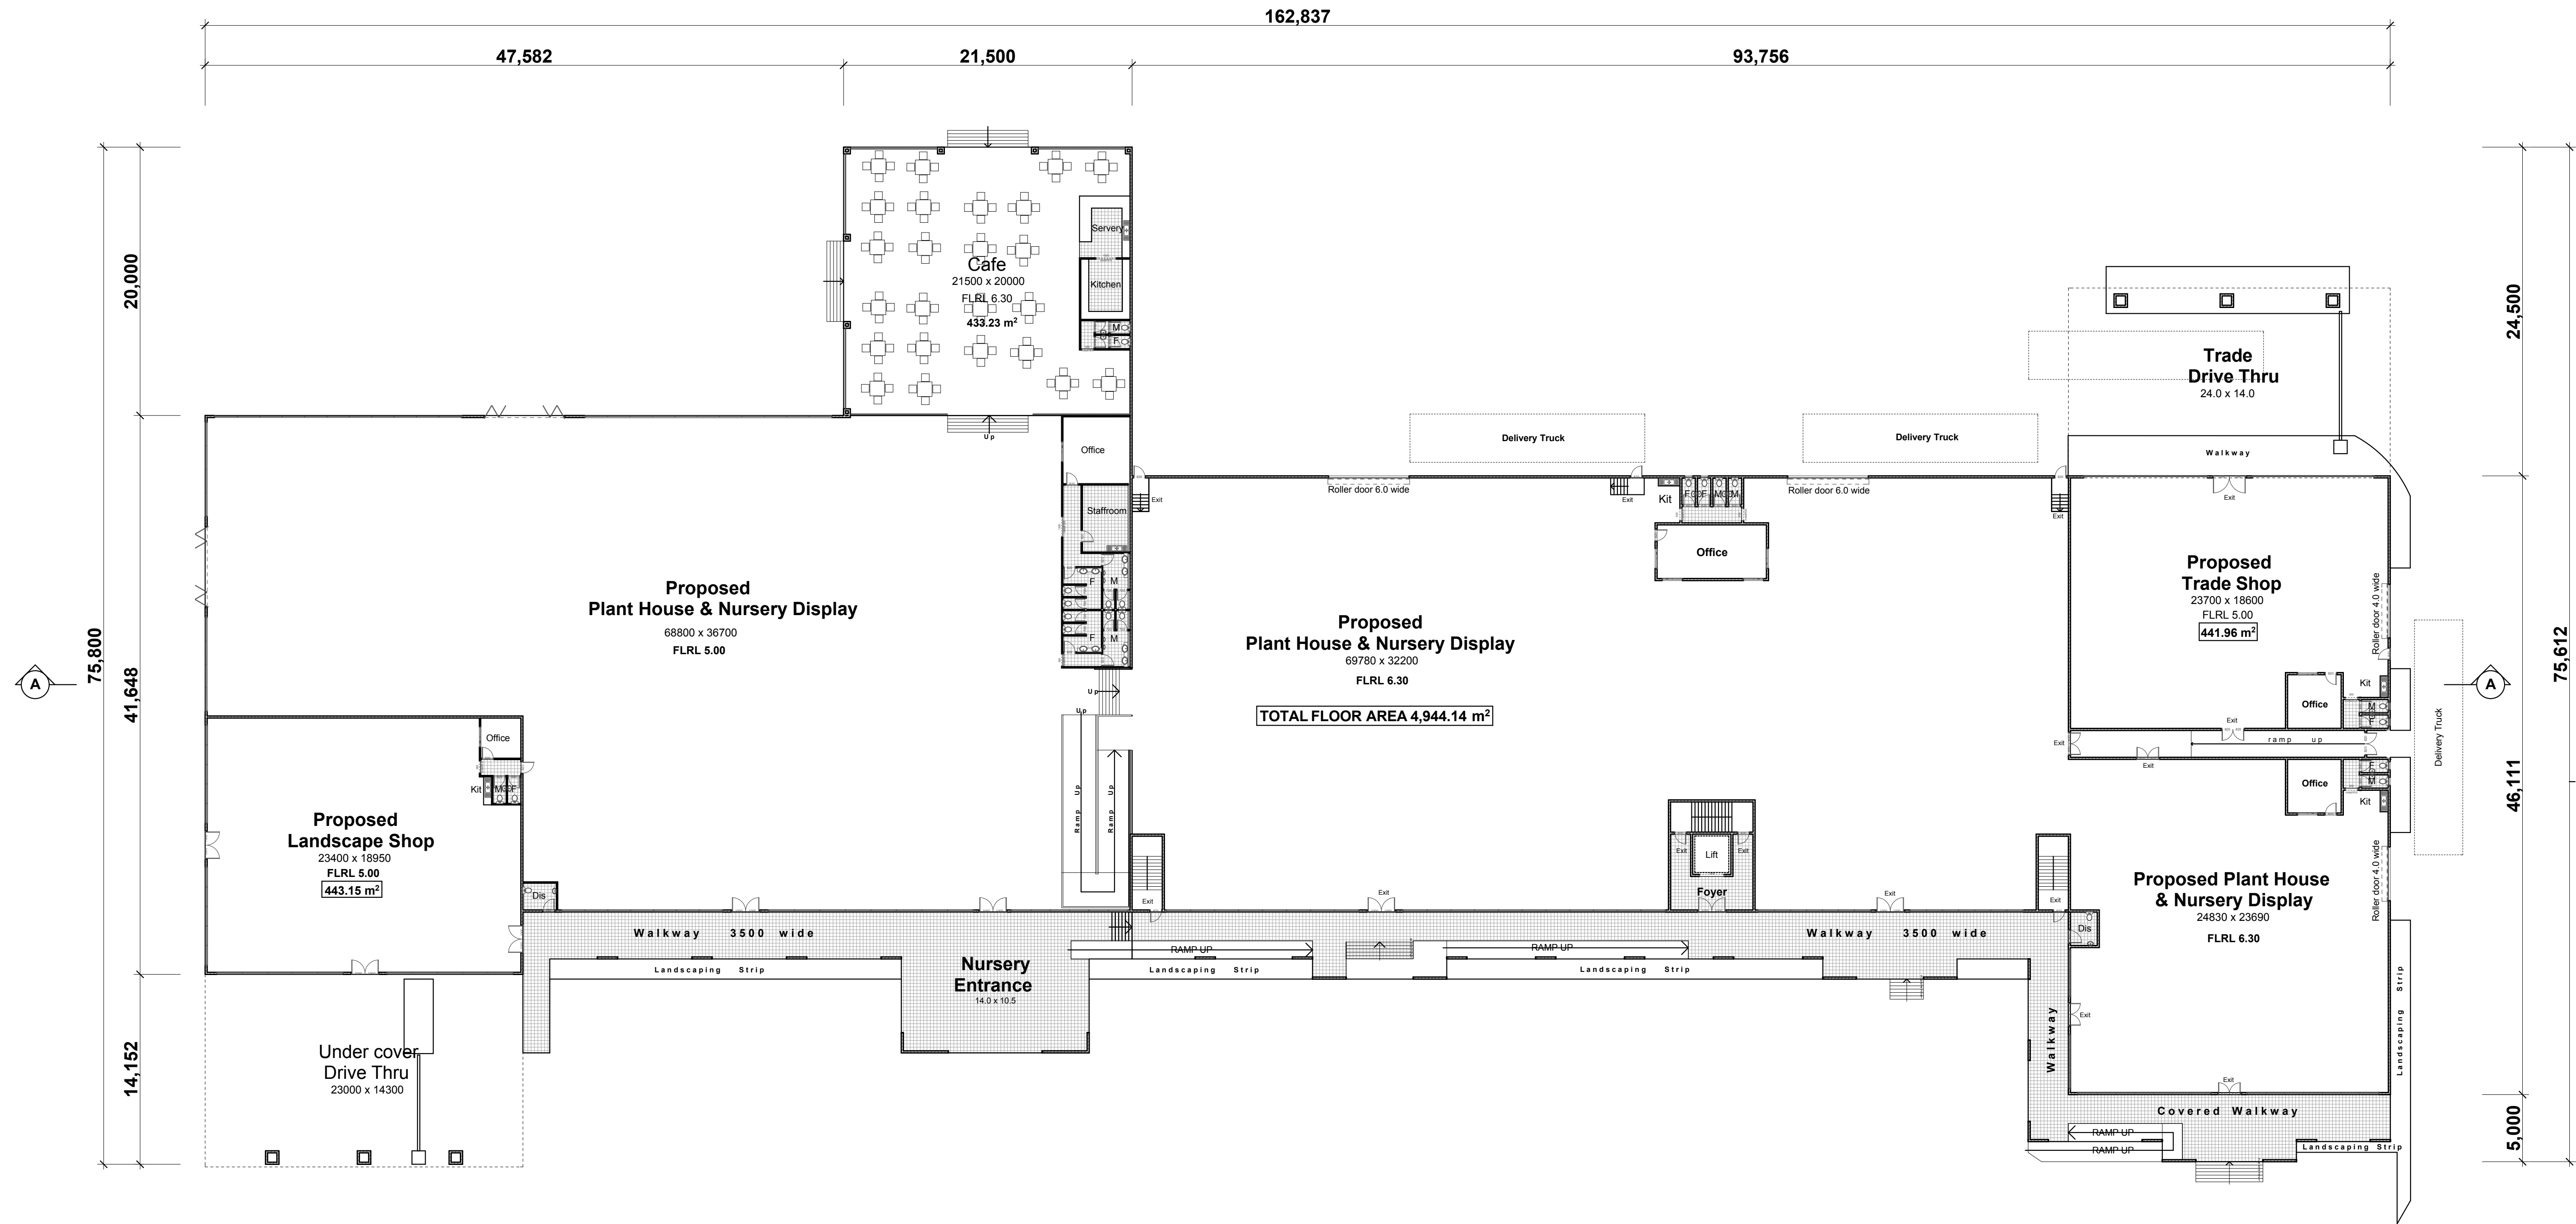 162,837
47,582
21,500
93,756
75,800
20,000
41,648
14,152
24,500
46,111
5,000
75,612
A
A
Servery
Cafe
21500 x 20000
FLRL 6.30
433.23 m²
Kitchen
M
F
Up
Office
Staffroom
F
M
F
M
Proposed
Plant House & Nursery Display
68800 x 36700
FLRL 5.00
Up
Up
Ramp Up
Ramp Up
Office
Kit
M
F
Proposed
Landscape Shop
23400 x 18950
FLRL 5.00
443.15 m²
Dis
Walkway 3500 wide
Landscaping Strip
Nursery
Entrance
14.0 x 10.5
Under cover
Drive Thru
23000 x 14300
Delivery Truck
Delivery Truck
Exit
Roller door 6.0 wide
Exit
Kit
F
F
M
M
Roller door 6.0 wide
Exit
Office
Proposed
Plant House & Nursery Display
69780 x 32200
FLRL 6.30
TOTAL FLOOR AREA 4,944.14 m²
Exit
Exit
Exit
Lift
Foyer
Exit
Exit
Exit
RAMP UP
RAMP UP
Landscaping Strip
Landscaping Strip
Walkway 3500 wide
Trade
Drive Thru
24.0 x 14.0
Walkway
Exit
Proposed
Trade Shop
23700 x 18600
FLRL 5.00
441.96 m²
Roller door 4.0 wide
Kit
Office
M
F
Exit
Exit
ramp up
Exit
Delivery Truck
F
M
Office
Kit
Roller door 4.0 wide
Proposed Plant House
& Nursery Display
24830 x 23690
FLRL 6.30
Dis
Exit
Walkway
Exit
Covered Walkway
RAMP UP
RAMP UP
Landscaping Strip
Landscaping Strip